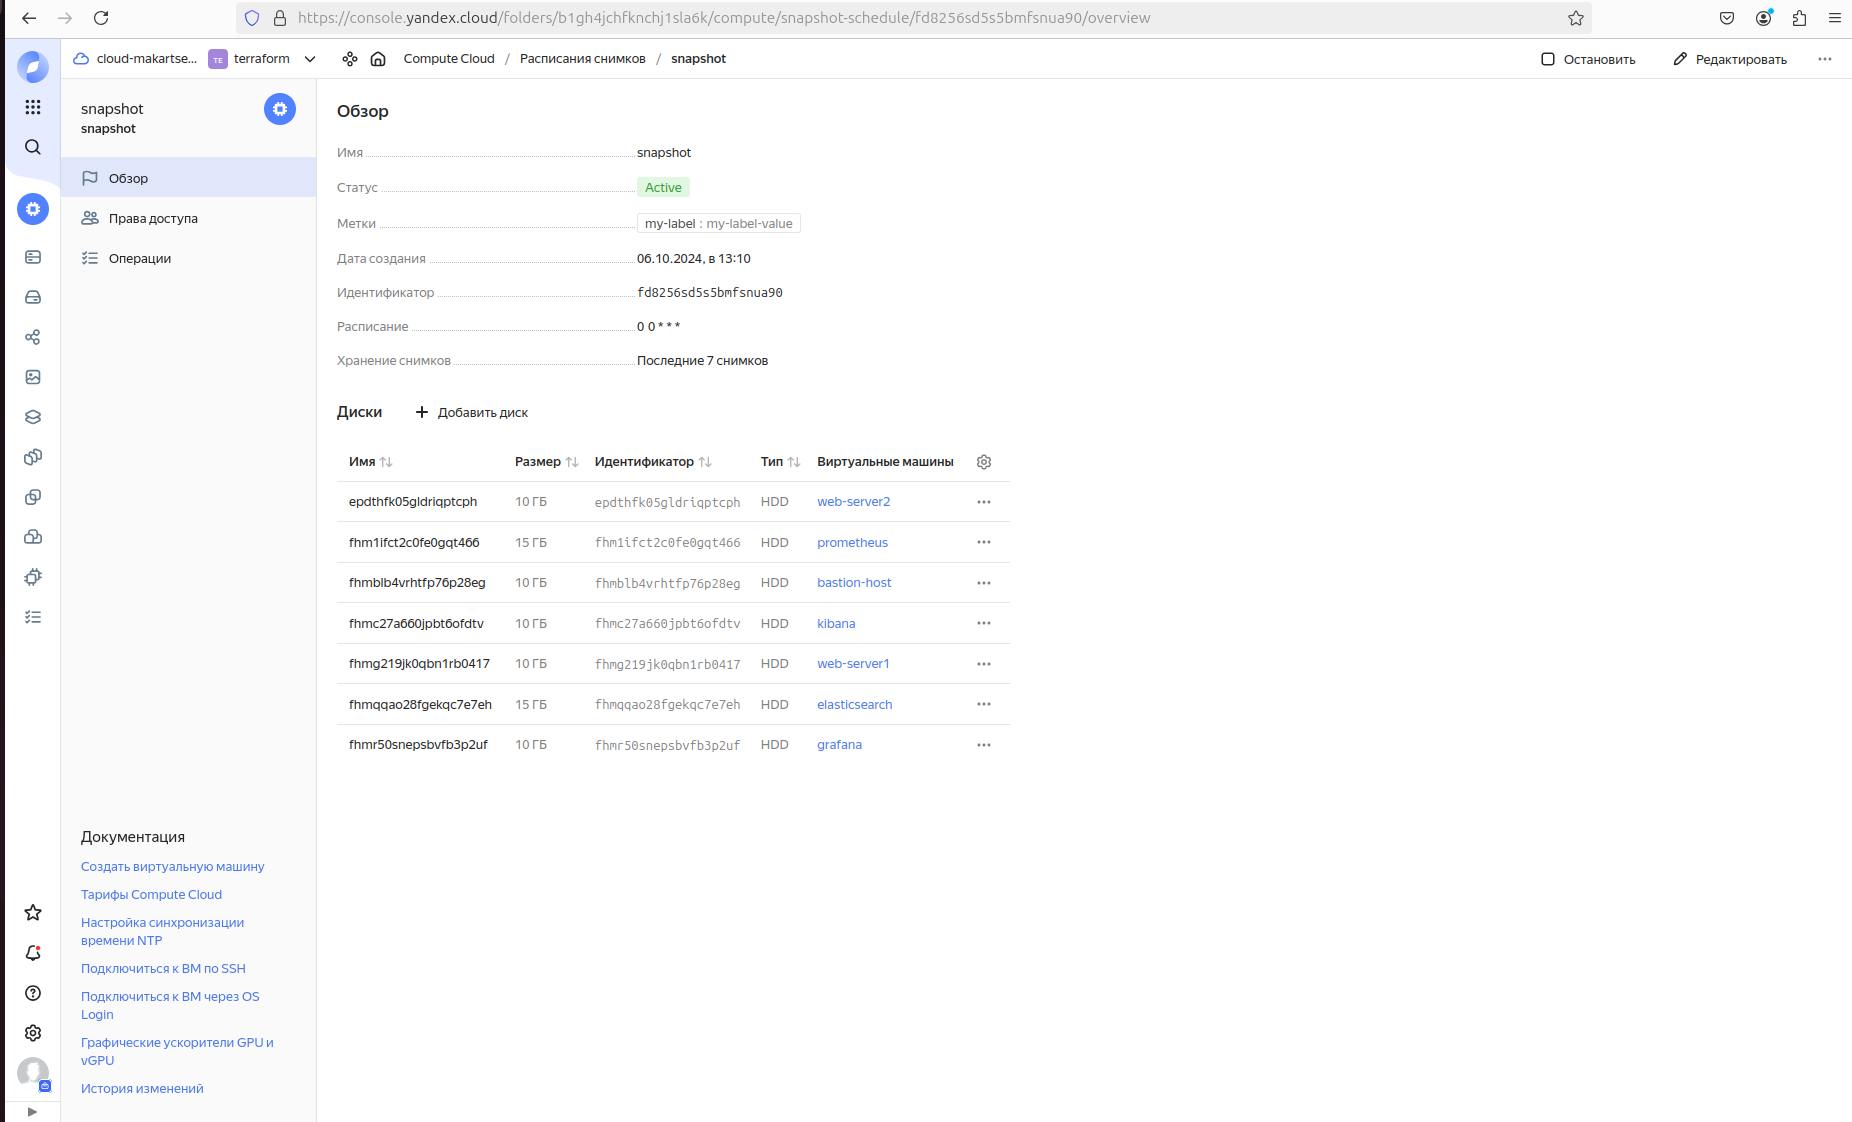 https://console.yandex.cloud/folders/b1gh4jchfknchj1sla6k/compute/snapshot-schedule/fd8256sd5s5bmfsnua90/overview
cloud-makartse... TE terraform Compute Cloud / Расписания снимков / snapshot Остановить Редактировать
snapshot
snapshot
Обзор
Права доступа
Операции
Обзор
Имя snapshot
Статус Active
Метки my-label : my-label-value
Дата создания 06.10.2024, в 13:10
Идентификатор fd8256sd5s5bmfsnua90
Расписание 0 0 * * *
Хранение снимков Последние 7 снимков
Диски Добавить диск
Имя Размер Идентификатор Тип Виртуальные машины
epdthfk05gldriqptcph 10 ГБ epdthfk05gldriqptcph HDD web-server2
fhm1ifct2c0fe0gqt466 15 ГБ fhm1ifct2c0fe0gqt466 HDD prometheus
fhmblb4vrhtfp76p28eg 10 ГБ fhmblb4vrhtfp76p28eg HDD bastion-host
fhmc27a660jpbt6ofdtv 10 ГБ fhmc27a660jpbt6ofdtv HDD kibana
fhmg219jk0qbn1rb0417 10 ГБ fhmg219jk0qbn1rb0417 HDD web-server1
fhmqqao28fgekqc7e7eh 15 ГБ fhmqqao28fgekqc7e7eh HDD elasticsearch
fhmr50snepsbvfb3p2uf 10 ГБ fhmr50snepsbvfb3p2uf HDD grafana
Документация
Создать виртуальную машину
Тарифы Compute Cloud
Настройка синхронизации
времени NTP
Подключиться к ВМ по SSH
Подключиться к ВМ через OS
Login
Графические ускорители GPU и
vGPU
История изменений